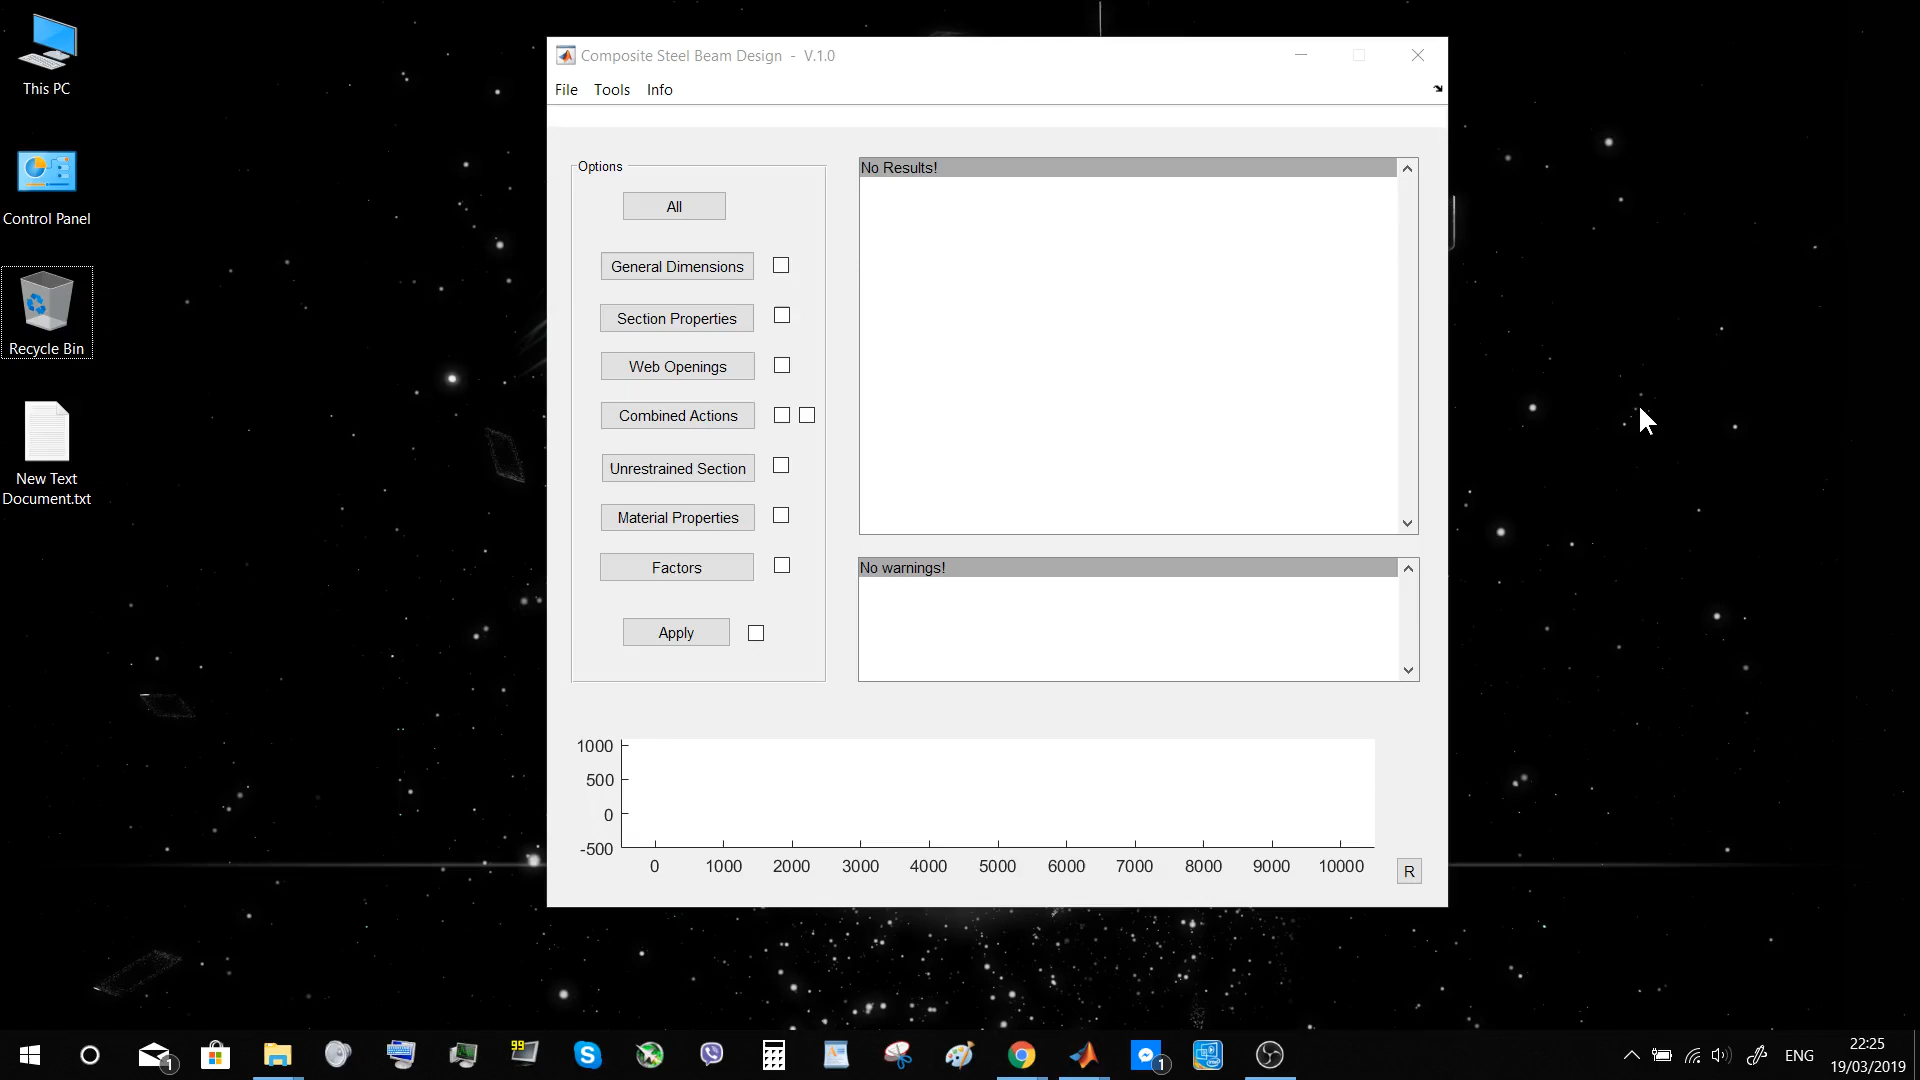 This PC
Control Panel
Recycle Bin
New Text
Document.txt
Composite Steel Beam Design - V.1.0
File Tools Info
Options
All
General Dimensions
Section Properties
Web Openings
Combined Actions
Unrestrained Section
Material Properties
Factors
Apply
No Results!
No warnings!
1000
500
0
-500
0 1000 2000 3000 4000 5000 6000 7000 8000 9000 10000
R
1
99
1
ENG
22:25
19/03/2019